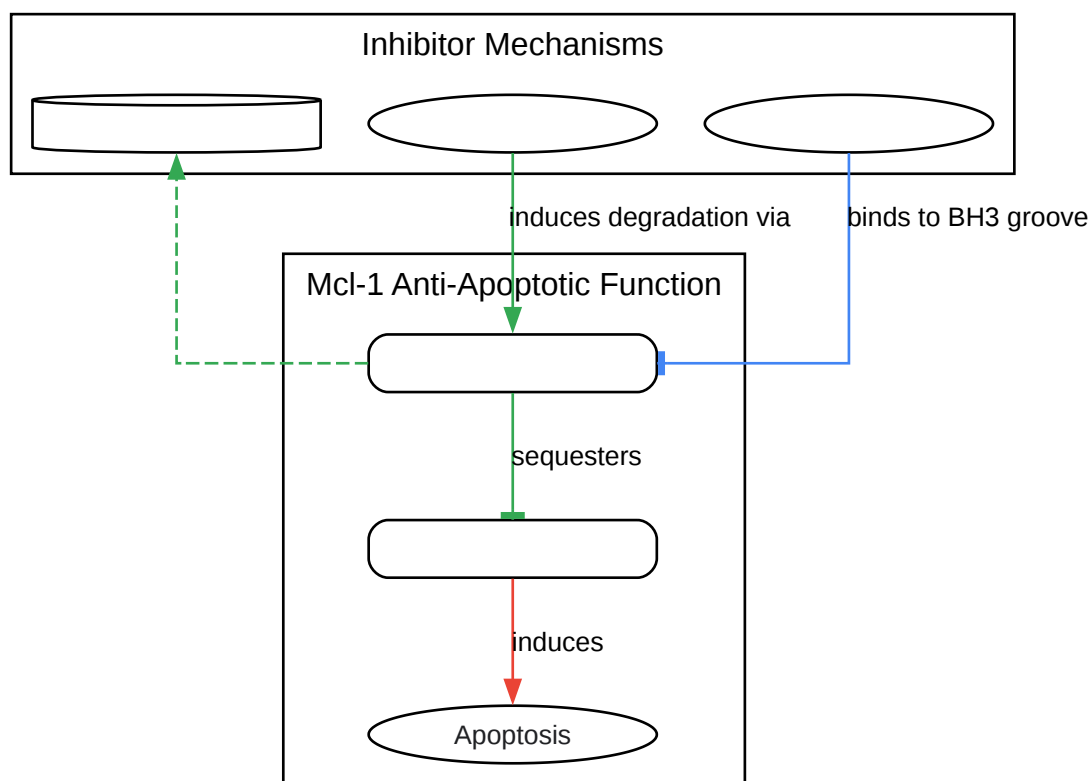 Inhibitor Mechanisms
induces degradation via
binds to BH3 groove
Mcl-1 Anti-Apoptotic Function
sequesters
induces
Apoptosis